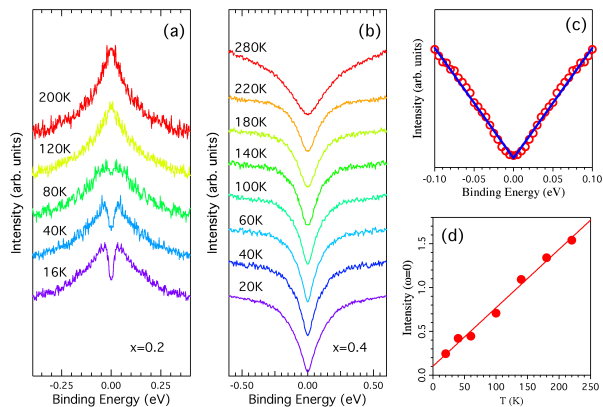 (a)
200K
120K
80K
40K
16K
x=0.2
Intensity (arb. units)
-0.25
0.00
0.25
Binding Energy (eV)
(b)
280K
220K
180K
140K
100K
60K
40K
20K
x=0.4
Intensity (arb. units)
-0.50
0.00
0.50
Binding Energy (eV)
(c)
Intensity (arb. units)
-0.10
-0.05
0.00
0.05
0.10
Binding Energy (eV)
(d)
Intensity (ω=0)
1.5
1.0
0.5
0.0
0
50
100
150
200
250
T (K)